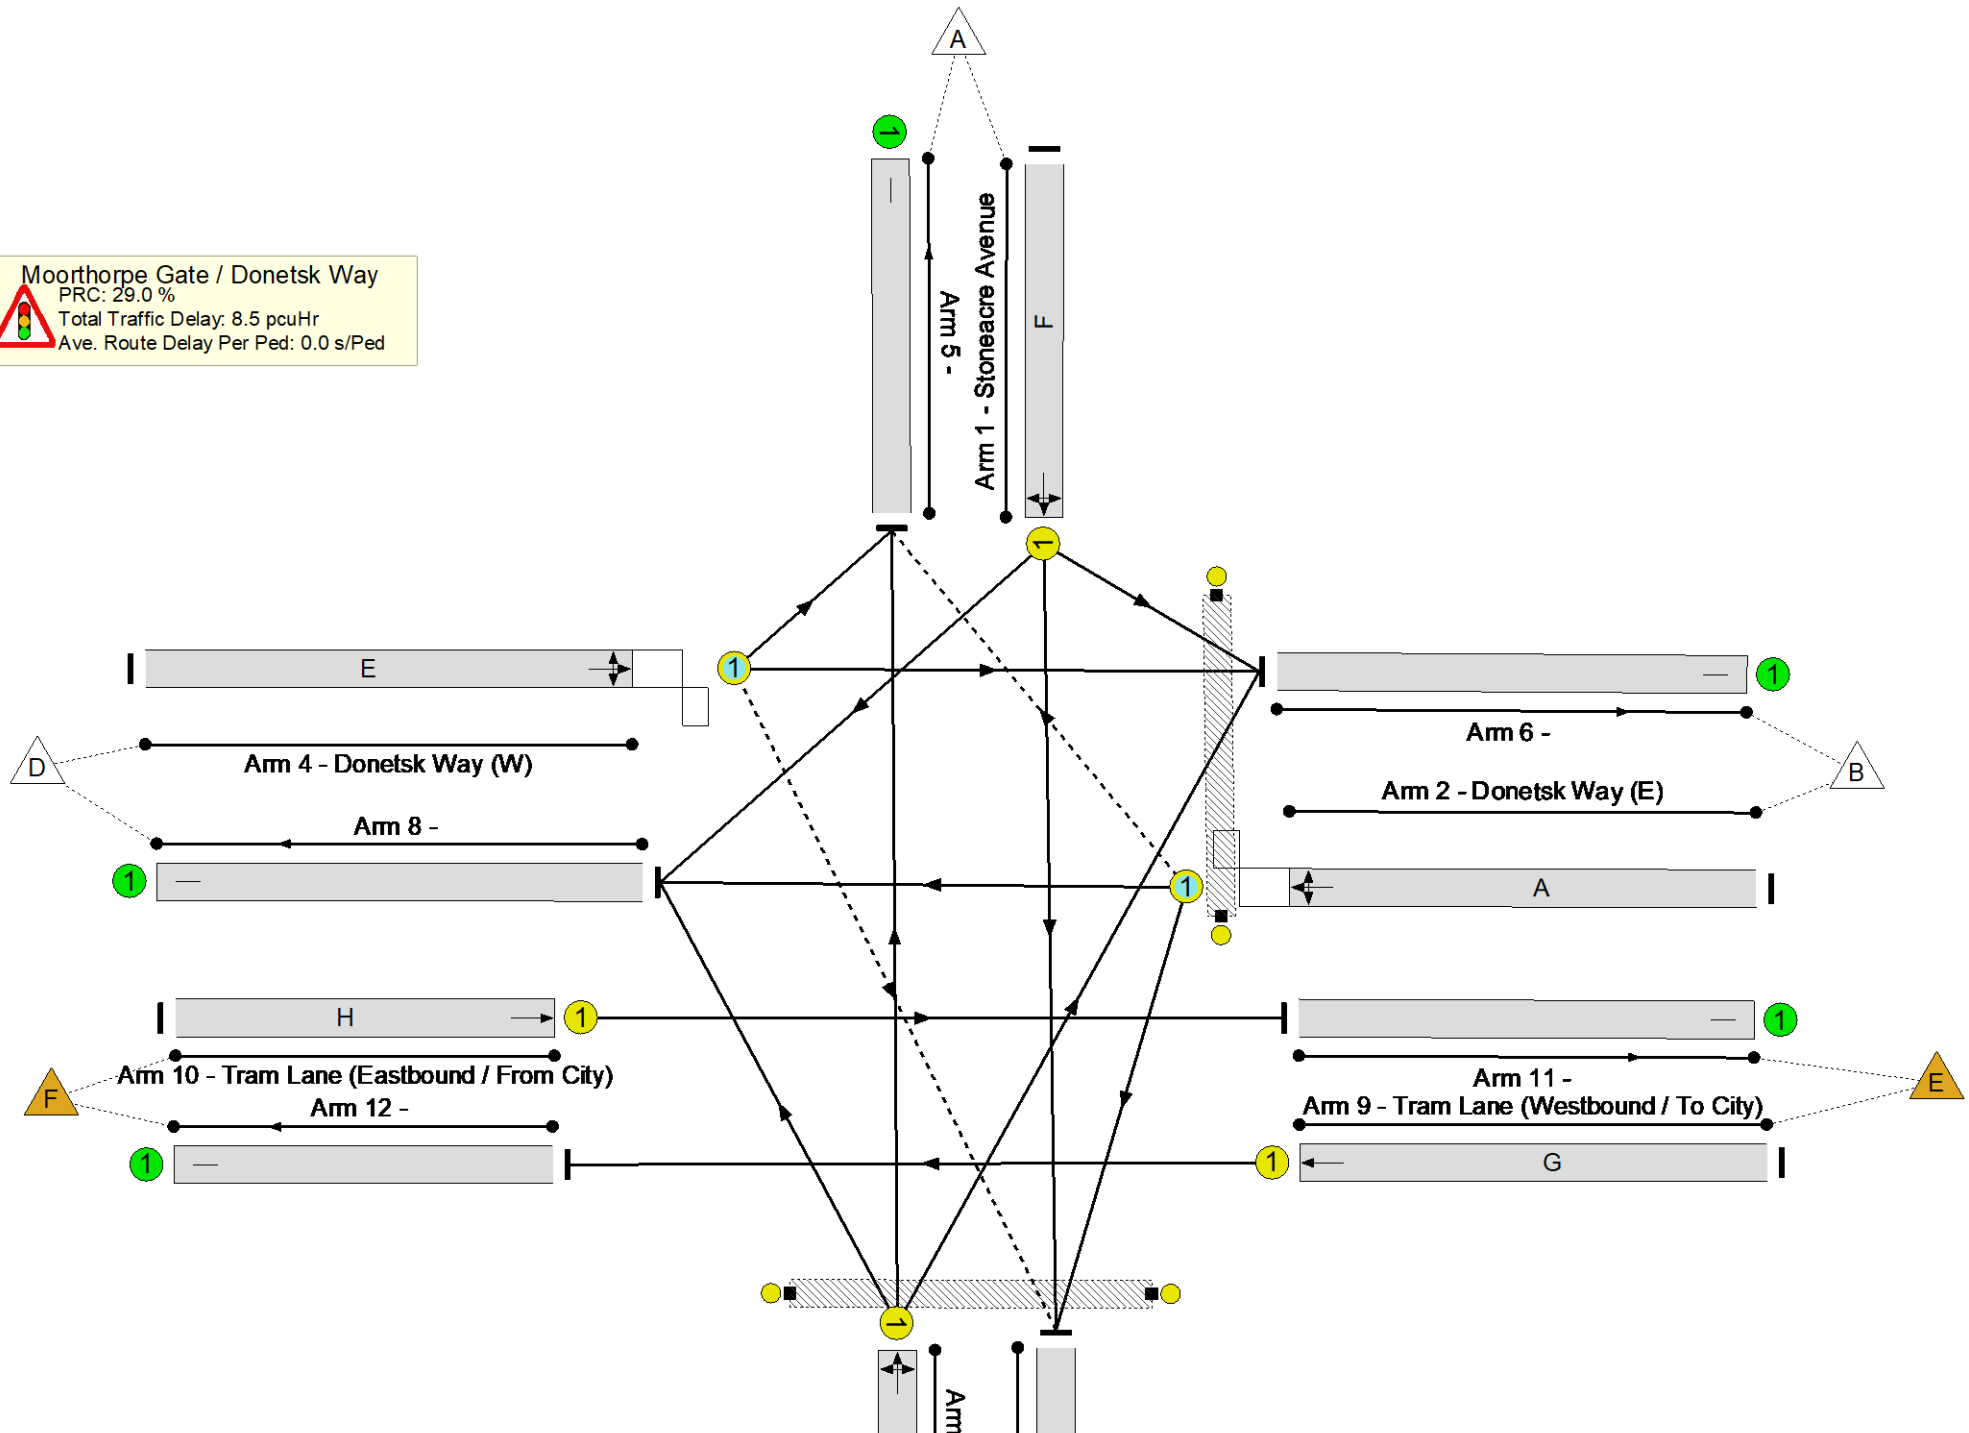 A
1
Arm 5 -
Arm 1 - Stoneacre Avenue
F
Moorthorpe Gate / Donetsk Way
PRC: 29.0 %
Total Traffic Delay: 8.5 pcuHr
Ave. Route Delay Per Ped: 0.0 s/Ped
1
E
1
1
Arm 6 -
D
Arm 4 - Donetsk Way (W)
B
Arm 2 - Donetsk Way (E)
Arm 8 -
1
1
A
H
1
1
Arm 10 - Tram Lane (Eastbound / From City)
F
Arm 11 -
E
Arm 12 -
Arm 9 - Tram Lane (Westbound / To City)
1
1
G
1
Arm